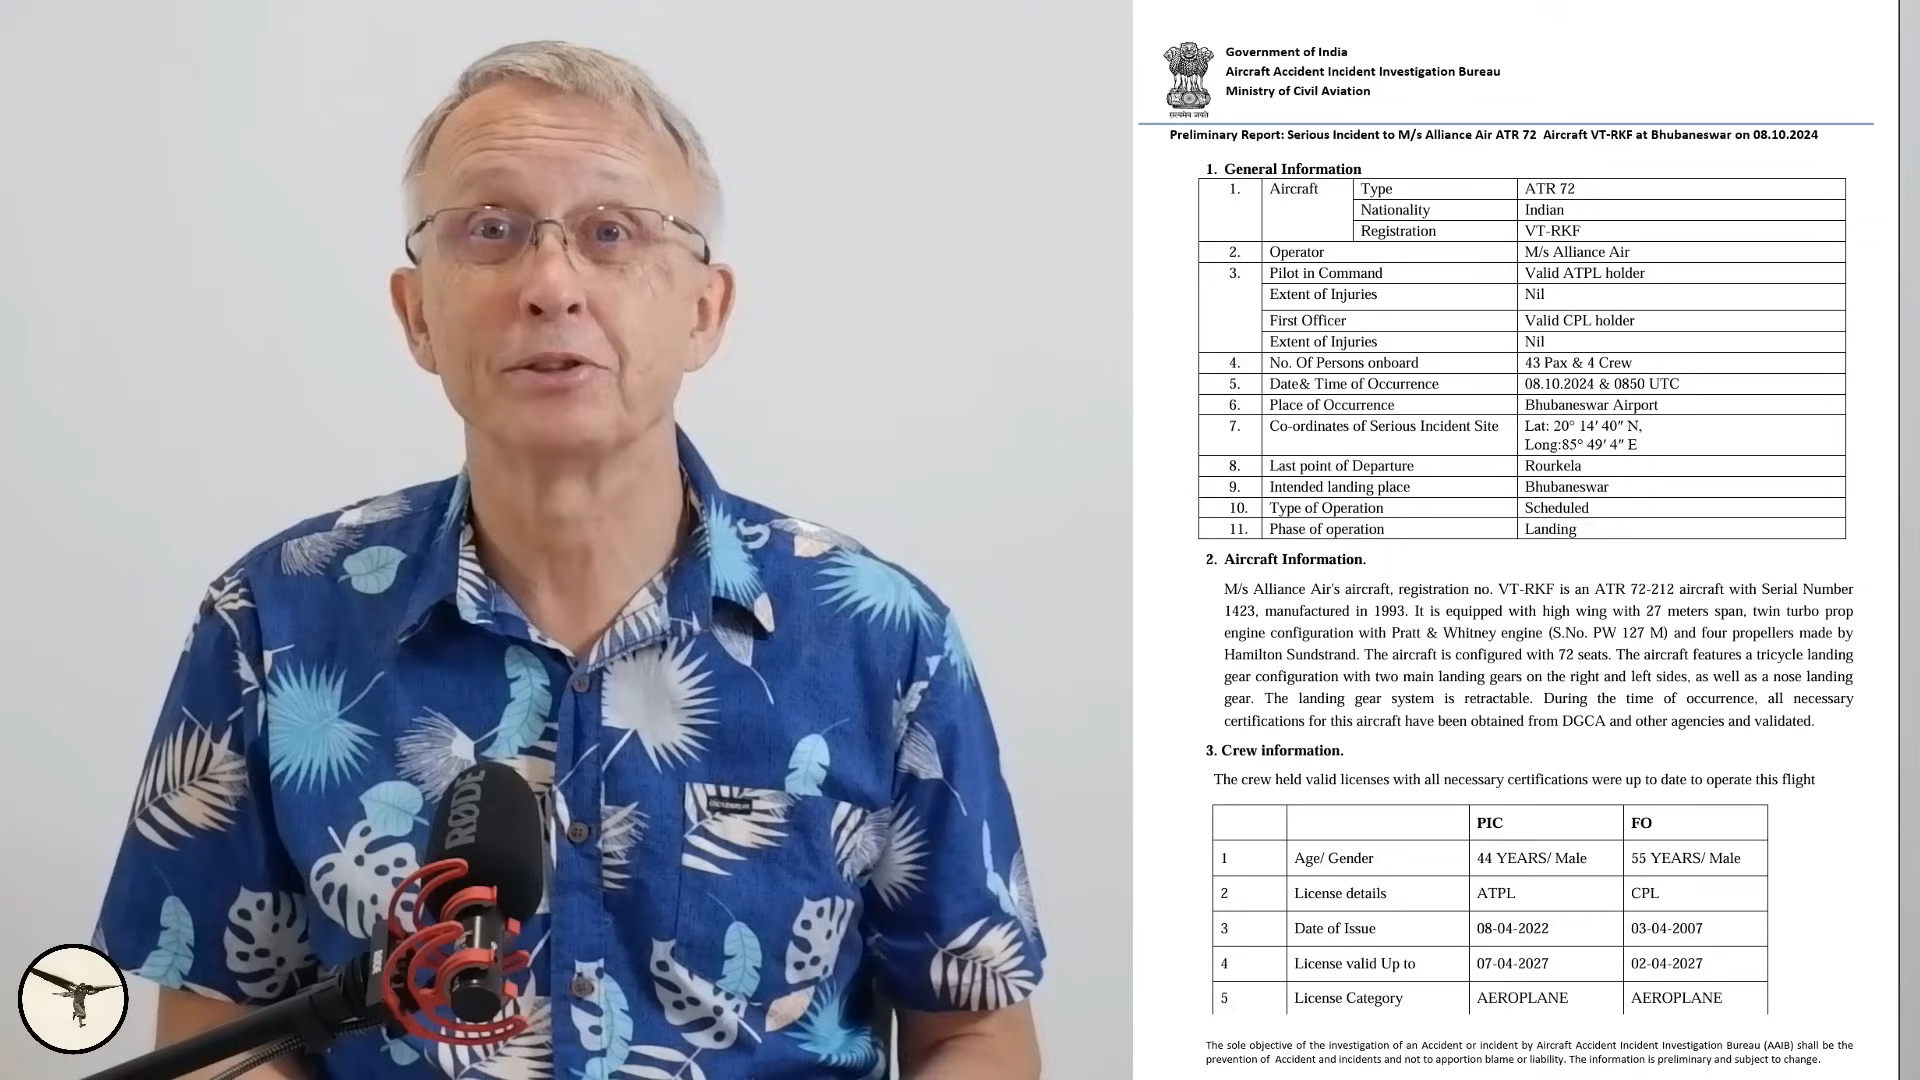 Government of India
Aircraft Accident Incident Investigation Bureau
Ministry of Civil Aviation
सत्यमेव जयते
Preliminary Report: Serious Incident to M/s Alliance Air ATR 72 Aircraft VT-RKF at Bhubaneswar on 08.10.2024
1. General Information
1. Aircraft Type ATR 72
Nationality Indian
Registration VT-RKF
2. Operator M/s Alliance Air
3. Pilot in Command Valid ATPL holder
Extent of Injuries Nil
First Officer Valid CPL holder
Extent of Injuries Nil
4. No. Of Persons onboard 43 Pax & 4 Crew
5. Date& Time of Occurrence 08.10.2024 & 0850 UTC
6. Place of Occurrence Bhubaneswar Airport
7. Co-ordinates of Serious Incident Site Lat: 20° 14′ 40″ N,
Long:85° 49′ 4″ E
8. Last point of Departure Rourkela
9. Intended landing place Bhubaneswar
10. Type of Operation Scheduled
11. Phase of operation Landing
2. Aircraft Information.
M/s Alliance Air's aircraft, registration no. VT-RKF is an ATR 72-212 aircraft with Serial Number
1423, manufactured in 1993. It is equipped with high wing with 27 meters span, twin turbo prop
engine configuration with Pratt & Whitney engine (S.No. PW 127 M) and four propellers made by
Hamilton Sundstrand. The aircraft is configured with 72 seats. The aircraft features a tricycle landing
gear configuration with two main landing gears on the right and left sides, as well as a nose landing
gear. The landing gear system is retractable. During the time of occurrence, all necessary
certifications for this aircraft have been obtained from DGCA and other agencies and validated.
3. Crew information.
The crew held valid licenses with all necessary certifications were up to date to operate this flight
PIC FO
1 Age/ Gender 44 YEARS/ Male 55 YEARS/ Male
2 License details ATPL CPL
3 Date of Issue 08-04-2022 03-04-2007
4 License valid Up to 07-04-2027 02-04-2027
5 License Category AEROPLANE AEROPLANE
The sole objective of the investigation of an Accident or incident by Aircraft Accident Incident Investigation Bureau (AAIB) shall be the
prevention of Accident and incidents and not to apportion blame or liability. The information is preliminary and subject to change.
RØDE